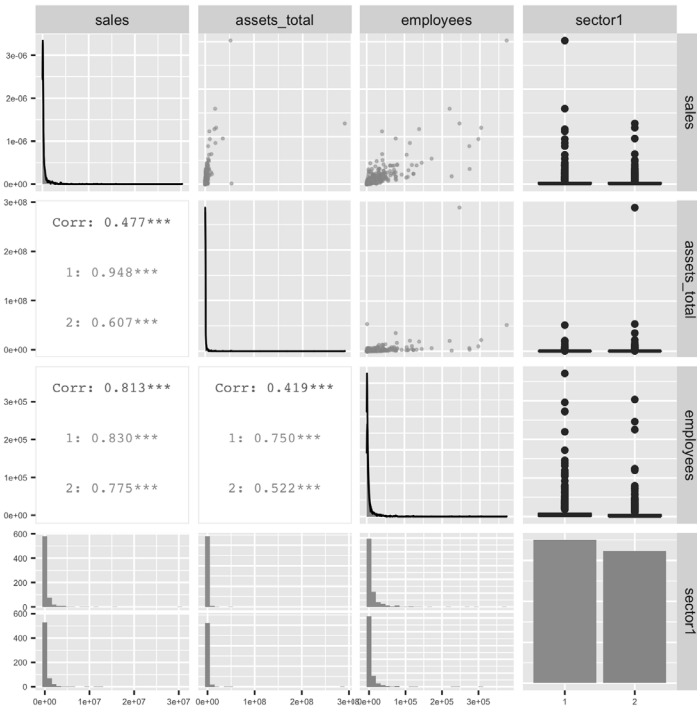 sales assets_total employees sector1
3e-06
2e-06
1e-06
0e+00
sales
3e+08
2e+08
1e+08
0e+00
Corr: 0.477***
1: 0.948***
2: 0.607***
assets_total
3e+05
2e+05
1e+05
0e+00
Corr: 0.813*** Corr: 0.419***
1: 0.830*** 1: 0.750***
2: 0.775*** 2: 0.522***
employees
600
400
200
0
600
400
200
0
sector1
0e+00 1e+07 2e+07 3e+07 0e+00 1e+08 2e+08 3e+08 0e+00 1e+05 2e+05 3e+05 1 2